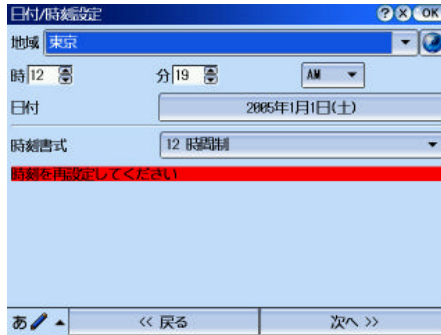 日付/時刻設定 ? X OK
地域 東京
時 12 分 19 AM
日付 2005年1月1日(土)
時刻書式 12 時間制
時刻を再設定してください
あ << 戻る 次へ >>